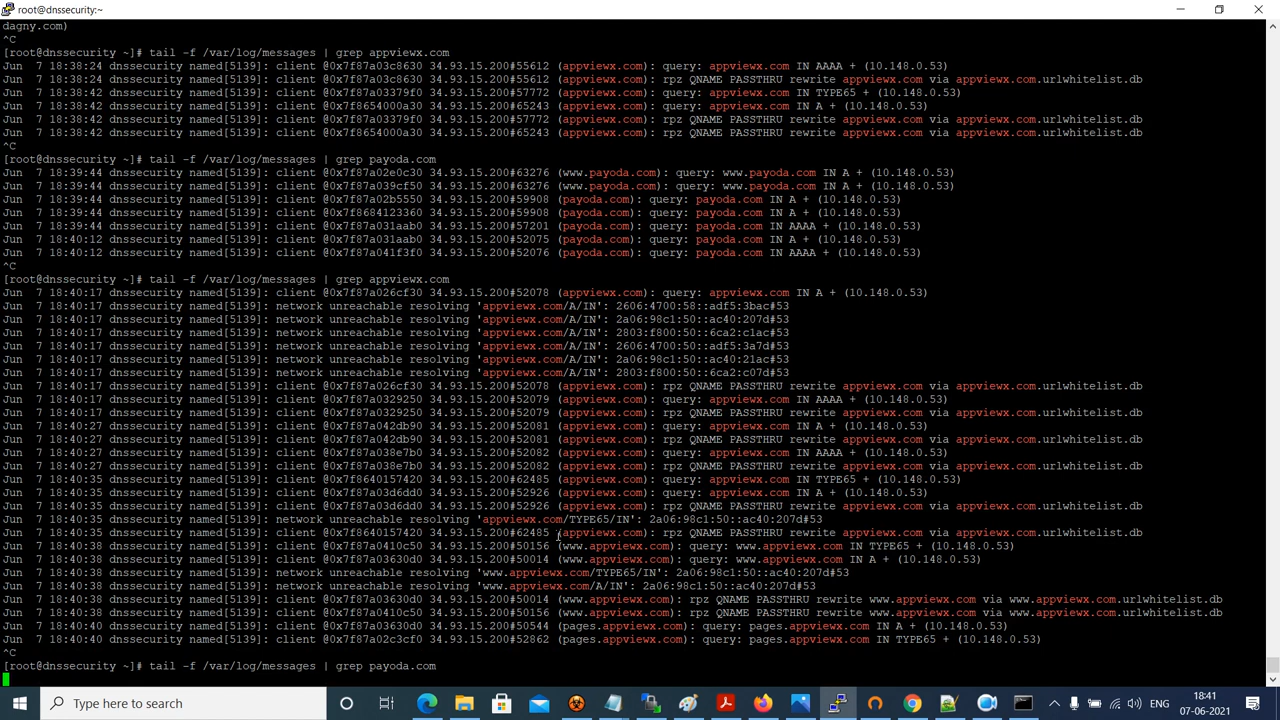 root@dnssecurity:~
dagny.com)
^C
[root@dnssecurity ~]# tail -f /var/log/messages | grep appviewx.com
Jun  7 18:38:24 dnssecurity named[5139]: client @0x7f87a03c8630 34.93.15.200#55612 (appviewx.com): query: appviewx.com IN AAAA + (10.148.0.53)
Jun  7 18:38:24 dnssecurity named[5139]: client @0x7f87a03c8630 34.93.15.200#55612 (appviewx.com): rpz QNAME PASSTHRU rewrite appviewx.com via appviewx.com.urlwhitelist.db
Jun  7 18:38:42 dnssecurity named[5139]: client @0x7f87a03379f0 34.93.15.200#57772 (appviewx.com): query: appviewx.com IN TYPE65 + (10.148.0.53)
Jun  7 18:38:42 dnssecurity named[5139]: client @0x7f8654000a30 34.93.15.200#65243 (appviewx.com): query: appviewx.com IN A + (10.148.0.53)
Jun  7 18:38:42 dnssecurity named[5139]: client @0x7f87a03379f0 34.93.15.200#57772 (appviewx.com): rpz QNAME PASSTHRU rewrite appviewx.com via appviewx.com.urlwhitelist.db
Jun  7 18:38:42 dnssecurity named[5139]: client @0x7f8654000a30 34.93.15.200#65243 (appviewx.com): rpz QNAME PASSTHRU rewrite appviewx.com via appviewx.com.urlwhitelist.db
^C
[root@dnssecurity ~]# tail -f /var/log/messages | grep payoda.com
Jun  7 18:39:44 dnssecurity named[5139]: client @0x7f87a02e0c30 34.93.15.200#63276 (www.payoda.com): query: www.payoda.com IN A + (10.148.0.53)
Jun  7 18:39:44 dnssecurity named[5139]: client @0x7f87a039cf50 34.93.15.200#63276 (www.payoda.com): query: www.payoda.com IN A + (10.148.0.53)
Jun  7 18:39:44 dnssecurity named[5139]: client @0x7f87a02b5550 34.93.15.200#59908 (payoda.com): query: payoda.com IN A + (10.148.0.53)
Jun  7 18:39:44 dnssecurity named[5139]: client @0x7f8684123360 34.93.15.200#59908 (payoda.com): query: payoda.com IN A + (10.148.0.53)
Jun  7 18:39:44 dnssecurity named[5139]: client @0x7f87a031aab0 34.93.15.200#57201 (payoda.com): query: payoda.com IN AAAA + (10.148.0.53)
Jun  7 18:40:12 dnssecurity named[5139]: client @0x7f87a031aab0 34.93.15.200#52075 (payoda.com): query: payoda.com IN A + (10.148.0.53)
Jun  7 18:40:12 dnssecurity named[5139]: client @0x7f87a041f3f0 34.93.15.200#52076 (payoda.com): query: payoda.com IN AAAA + (10.148.0.53)
^C
[root@dnssecurity ~]# tail -f /var/log/messages | grep appviewx.com
Jun  7 18:40:17 dnssecurity named[5139]: client @0x7f87a026cf30 34.93.15.200#52078 (appviewx.com): query: appviewx.com IN A + (10.148.0.53)
Jun  7 18:40:17 dnssecurity named[5139]: network unreachable resolving 'appviewx.com/A/IN': 2606:4700:58::adf5:3bac#53
Jun  7 18:40:17 dnssecurity named[5139]: network unreachable resolving 'appviewx.com/A/IN': 2a06:98c1:50::ac40:207d#53
Jun  7 18:40:17 dnssecurity named[5139]: network unreachable resolving 'appviewx.com/A/IN': 2803:f800:50::6ca2:c1ac#53
Jun  7 18:40:17 dnssecurity named[5139]: network unreachable resolving 'appviewx.com/A/IN': 2606:4700:50::adf5:3a7d#53
Jun  7 18:40:17 dnssecurity named[5139]: network unreachable resolving 'appviewx.com/A/IN': 2a06:98c1:50::ac40:21ac#53
Jun  7 18:40:17 dnssecurity named[5139]: network unreachable resolving 'appviewx.com/A/IN': 2803:f800:50::6ca2:c07d#53
Jun  7 18:40:17 dnssecurity named[5139]: client @0x7f87a026cf30 34.93.15.200#52078 (appviewx.com): rpz QNAME PASSTHRU rewrite appviewx.com via appviewx.com.urlwhitelist.db
Jun  7 18:40:17 dnssecurity named[5139]: client @0x7f87a0329250 34.93.15.200#52079 (appviewx.com): query: appviewx.com IN AAAA + (10.148.0.53)
Jun  7 18:40:17 dnssecurity named[5139]: client @0x7f87a0329250 34.93.15.200#52079 (appviewx.com): rpz QNAME PASSTHRU rewrite appviewx.com via appviewx.com.urlwhitelist.db
Jun  7 18:40:27 dnssecurity named[5139]: client @0x7f87a042db90 34.93.15.200#52081 (appviewx.com): query: appviewx.com IN A + (10.148.0.53)
Jun  7 18:40:27 dnssecurity named[5139]: client @0x7f87a042db90 34.93.15.200#52081 (appviewx.com): rpz QNAME PASSTHRU rewrite appviewx.com via appviewx.com.urlwhitelist.db
Jun  7 18:40:27 dnssecurity named[5139]: client @0x7f87a038e7b0 34.93.15.200#52082 (appviewx.com): query: appviewx.com IN AAAA + (10.148.0.53)
Jun  7 18:40:27 dnssecurity named[5139]: client @0x7f87a038e7b0 34.93.15.200#52082 (appviewx.com): rpz QNAME PASSTHRU rewrite appviewx.com via appviewx.com.urlwhitelist.db
Jun  7 18:40:35 dnssecurity named[5139]: client @0x7f8640157420 34.93.15.200#62485 (appviewx.com): query: appviewx.com IN TYPE65 + (10.148.0.53)
Jun  7 18:40:35 dnssecurity named[5139]: client @0x7f87a03d6dd0 34.93.15.200#52926 (appviewx.com): query: appviewx.com IN A + (10.148.0.53)
Jun  7 18:40:35 dnssecurity named[5139]: client @0x7f87a03d6dd0 34.93.15.200#52926 (appviewx.com): rpz QNAME PASSTHRU rewrite appviewx.com via appviewx.com.urlwhitelist.db
Jun  7 18:40:35 dnssecurity named[5139]: network unreachable resolving 'appviewx.com/TYPE65/IN': 2a06:98c1:50::ac40:207d#53
Jun  7 18:40:35 dnssecurity named[5139]: client @0x7f8640157420 34.93.15.200#62485 (appviewx.com): rpz QNAME PASSTHRU rewrite appviewx.com via appviewx.com.urlwhitelist.db
Jun  7 18:40:38 dnssecurity named[5139]: client @0x7f87a0410c50 34.93.15.200#50156 (www.appviewx.com): query: www.appviewx.com IN TYPE65 + (10.148.0.53)
Jun  7 18:40:38 dnssecurity named[5139]: client @0x7f87a03630d0 34.93.15.200#50014 (www.appviewx.com): query: www.appviewx.com IN A + (10.148.0.53)
Jun  7 18:40:38 dnssecurity named[5139]: network unreachable resolving 'www.appviewx.com/TYPE65/IN': 2a06:98c1:50::ac40:207d#53
Jun  7 18:40:38 dnssecurity named[5139]: network unreachable resolving 'www.appviewx.com/A/IN': 2a06:98c1:50::ac40:207d#53
Jun  7 18:40:38 dnssecurity named[5139]: client @0x7f87a03630d0 34.93.15.200#50014 (www.appviewx.com): rpz QNAME PASSTHRU rewrite www.appviewx.com via www.appviewx.com.urlwhitelist.db
Jun  7 18:40:38 dnssecurity named[5139]: client @0x7f87a0410c50 34.93.15.200#50156 (www.appviewx.com): rpz QNAME PASSTHRU rewrite www.appviewx.com via www.appviewx.com.urlwhitelist.db
Jun  7 18:40:40 dnssecurity named[5139]: client @0x7f87a03630d0 34.93.15.200#50544 (pages.appviewx.com): query: pages.appviewx.com IN A + (10.148.0.53)
Jun  7 18:40:40 dnssecurity named[5139]: client @0x7f87a02c3cf0 34.93.15.200#52862 (pages.appviewx.com): query: pages.appviewx.com IN TYPE65 + (10.148.0.53)
^C
[root@dnssecurity ~]# tail -f /var/log/messages | grep payoda.com
Type here to search
ENG
18:41
07-06-2021